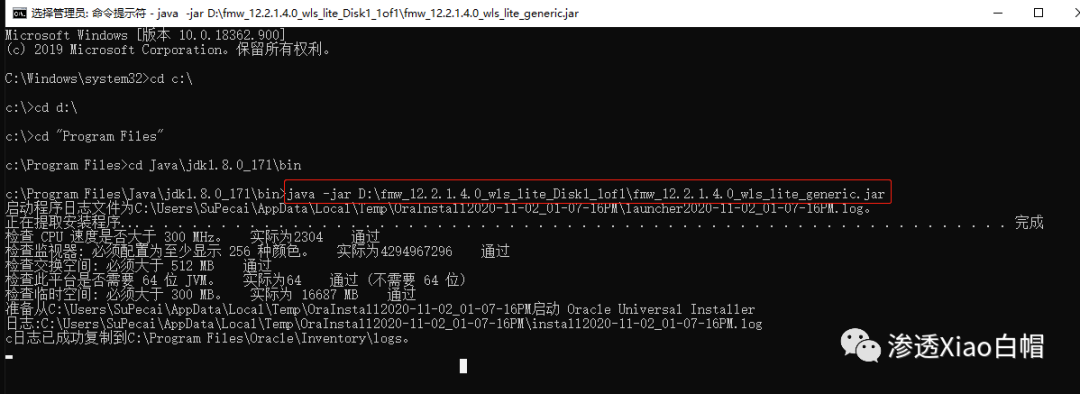 选择管理员: 命令提示符 - java  -jar D:\fmw_12.2.1.4.0_wls_lite_Disk1_1of1\fmw_12.2.1.4.0_wls_lite_generic.jar
Microsoft Windows [版本 10.0.18362.900]
(c) 2019 Microsoft Corporation。保留所有权利。
C:\Windows\system32>cd c:\
c:\>cd d:\
c:\>cd "Program Files"
c:\Program Files>cd Java\jdk1.8.0_171\bin
c:\Program Files\Java\jdk1.8.0_171\bin>java -jar D:\fmw_12.2.1.4.0_wls_lite_Disk1_1of1\fmw_12.2.1.4.0_wls_lite_generic.jar
启动程序日志文件为C:\Users\SuPecai\AppData\Local\Temp\OraInstall2020-11-02_01-07-16PM\launcher2020-11-02_01-07-16PM.log。
正在提取安装程序. . . . . . . . . . . . . . . . . . . . . . . . . . . . . . . . . . . . . . . . . . . . . . . . . . . . . . . . . . . . 完成
检查 CPU 速度是否大于 300 MHz。   实际为2304    通过
检查监视器: 必须配置为至少显示 256 种颜色。   实际为4294967296    通过
检查交换空间: 必须大于 512 MB    通过
检查此平台是否需要 64 位 JVM。   实际为64    通过 (不需要 64 位)
检查临时空间: 必须大于 300 MB。   实际为 16687 MB    通过
准备从C:\Users\SuPecai\AppData\Local\Temp\OraInstall2020-11-02_01-07-16PM启动 Oracle Universal Installer
日志:C:\Users\SuPecai\AppData\Local\Temp\OraInstall2020-11-02_01-07-16PM\install2020-11-02_01-07-16PM.log
c日志已成功复制到C:\Program Files\Oracle\Inventory\logs。
渗透Xiao白帽